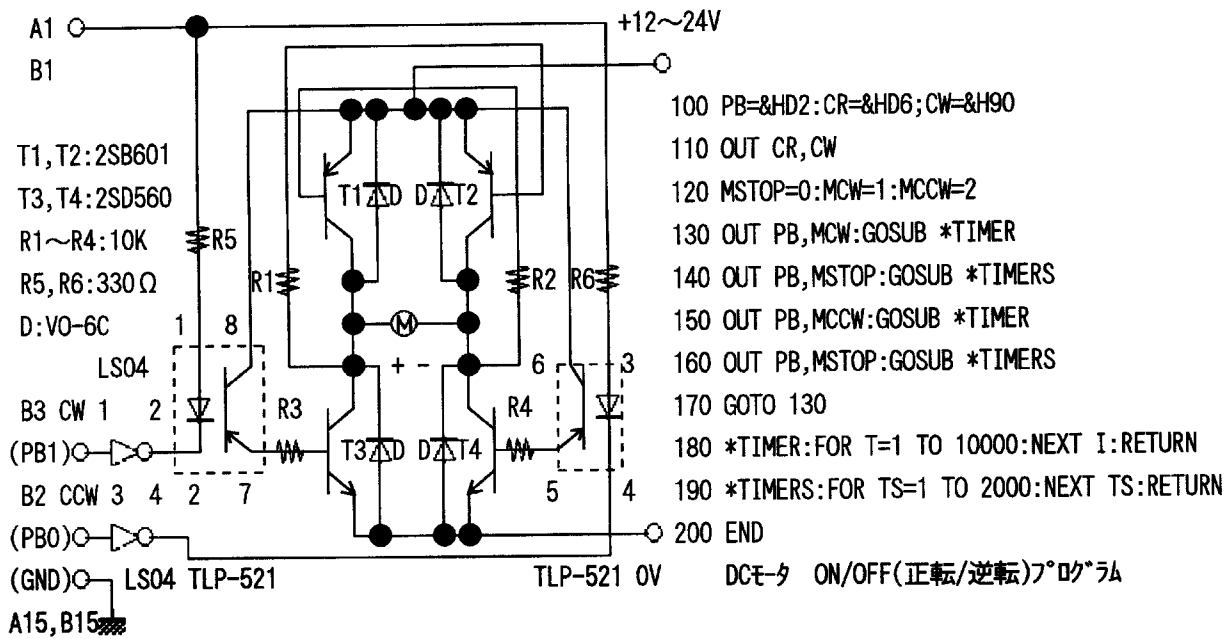 A1
+12～24V
B1
T1,T2:2SB601
T3,T4:2SD560
R1～R4:10K
R5,R6:330Ω
D:VO-6C
R5
R1
T1
D
D
T2
R2
R6
M
+ -
1
8
LS04
6
3
B3 CW 1 2
(PB1)
R3
T3
D
D
T4
R4
B2 CCW 3 4 2 7
5
4
(PB0)
(GND)
LS04 TLP-521
TLP-521 0V
A15,B15
100 PB=&HD2:CR=&HD6;CW=&H90
110 OUT CR,CW
120 MSTOP=0:MCW=1:MCCW=2
130 OUT PB,MCW:GOSUB *TIMER
140 OUT PB,MSTOP:GOSUB *TIMERS
150 OUT PB,MCCW:GOSUB *TIMER
160 OUT PB,MSTOP:GOSUB *TIMERS
170 GOTO 130
180 *TIMER:FOR T=1 TO 10000:NEXT I:RETURN
190 *TIMERS:FOR TS=1 TO 2000:NEXT TS:RETURN
200 END
DCﾓｰﾀ ON/OFF(正転/逆転)ﾌﾟﾛｸﾞﾗﾑ